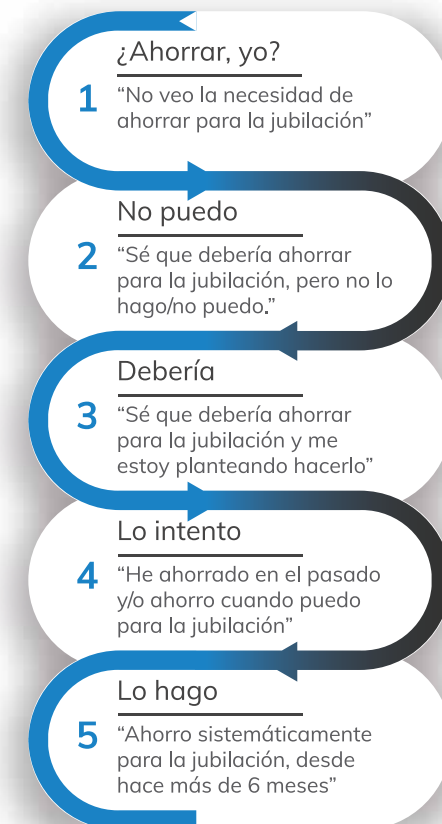 ¿Ahorrar, yo?
1
“No veo la necesidad de
ahorrar para la jubilación”
No puedo
2
“Sé que debería ahorrar
para la jubilación, pero no lo
hago/no puedo.”
Debería
3
“Sé que debería ahorrar
para la jubilación y me
estoy planteando hacerlo”
Lo intento
4
“He ahorrado en el pasado
y/o ahorro cuando puedo
para la jubilación”
Lo hago
5
“Ahorro sistemáticamente
para la jubilación, desde
hace más de 6 meses”